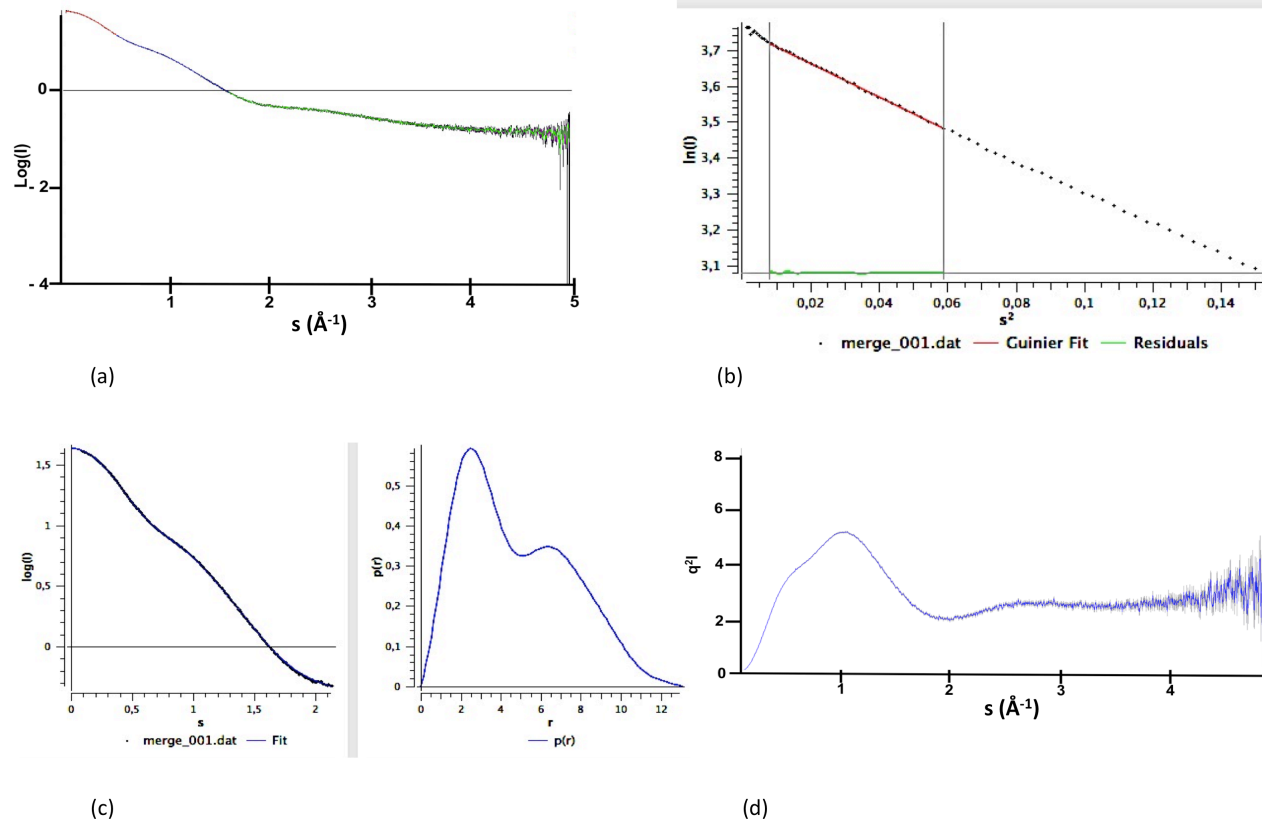 (a)
Log(I)
0
- 2
- 4
1
2
3
4
5
s (Å-1)
(b)
ln(I)
3,7
3,6
3,5
3,4
3,3
3,2
3,1
0,02
0,04
0,06
0,08
0,1
0,12
0,14
s2
merge_001.dat
Guinier Fit
Residuals
(c)
log(I)
1,5
1
0,5
0
0
0,5
1
1,5
2
s
merge_001.dat
Fit
p(r)
0,5
0,4
0,3
0,2
0,1
0
0
2
4
6
8
10
12
r
p(r)
(d)
q2I
8
6
4
2
0
1
2
3
4
s (Å-1)